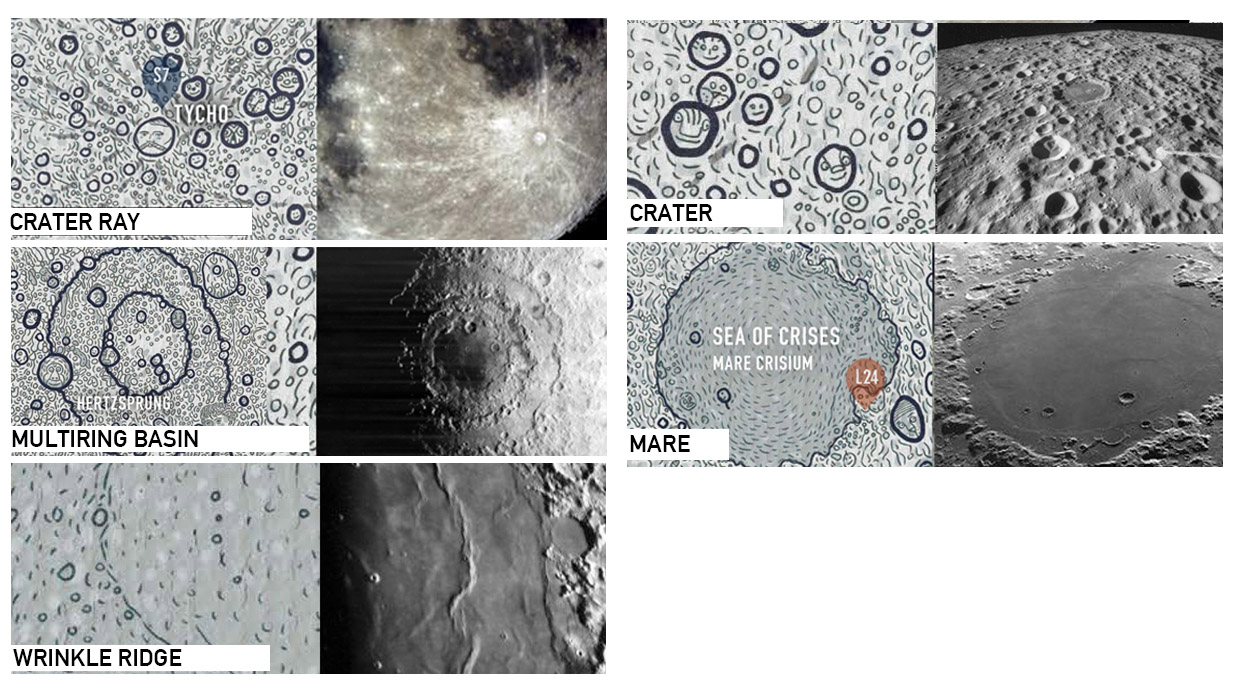 S7
TYCHO
CRATER RAY
CRATER
HERTZSPRUNG
MULTIRING BASIN
SEA OF CRISES
MARE CRISIUM
L24
MARE
WRINKLE RIDGE